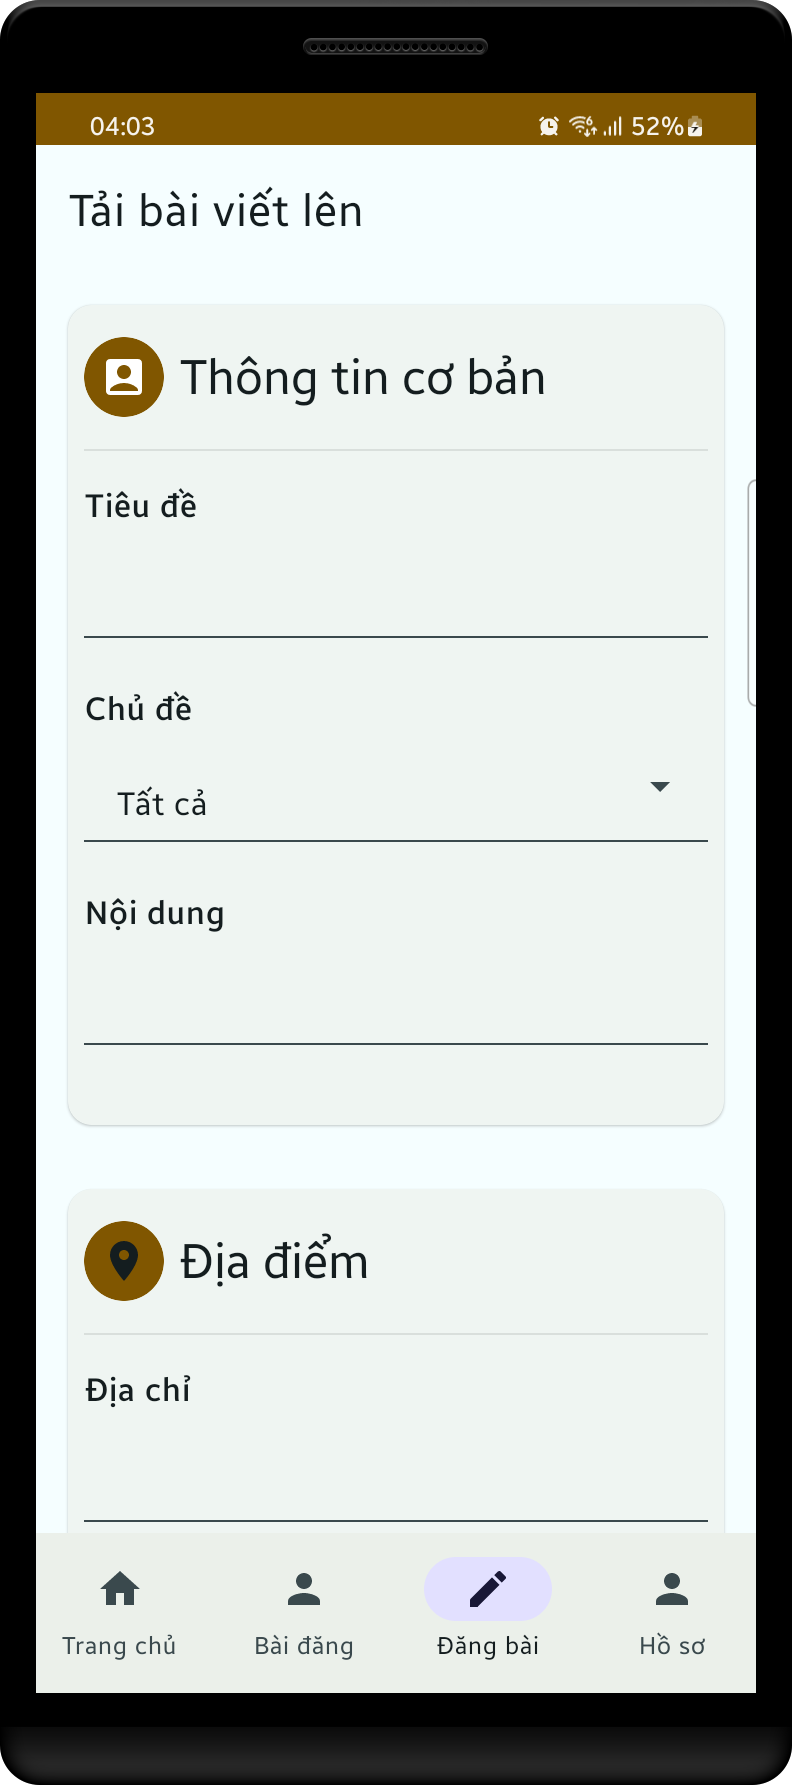 04:03 52%
Tải bài viết lên
Thông tin cơ bản
Tiêu đề
Chủ đề
Tất cả
Nội dung
Địa điểm
Địa chỉ
Trang chủ Bài đăng Đăng bài Hồ sơ